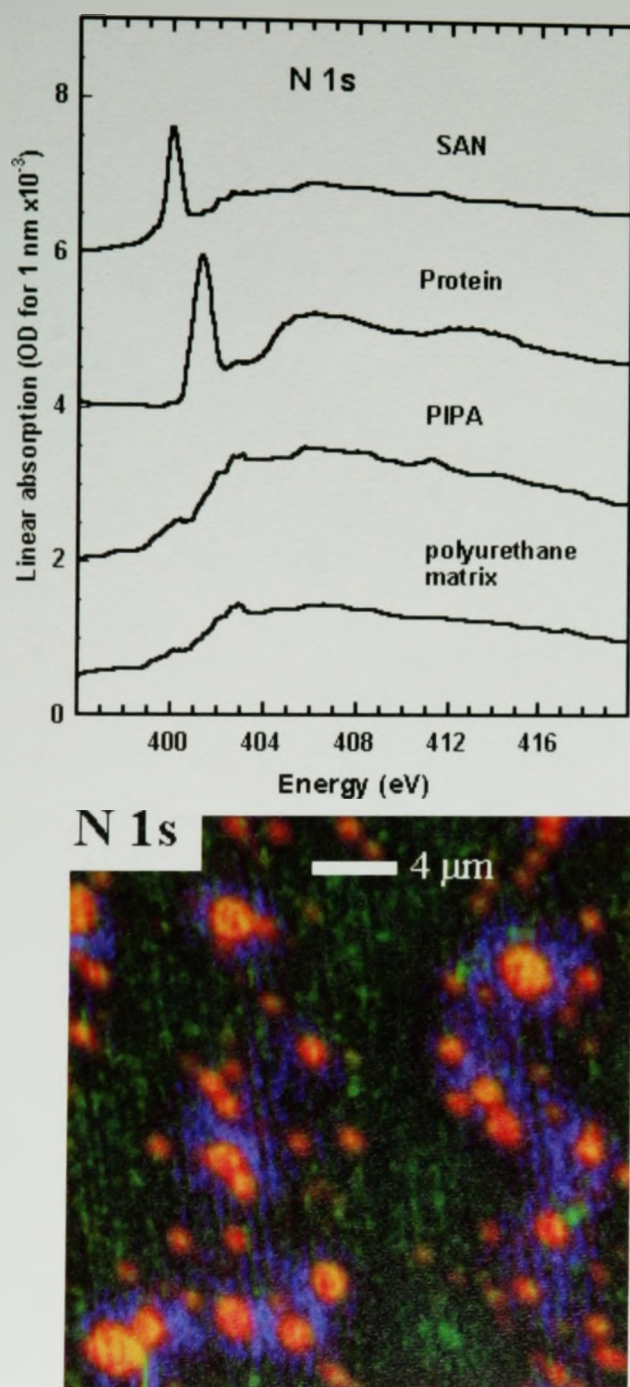 N 1s
8
SAN
6
Protein
4
PIPA
2
polyurethane
matrix
0
400 404 408 412 416
Energy (eV)
Linear absorption (OD for 1 nm x10⁻³)
N 1s
4 μm